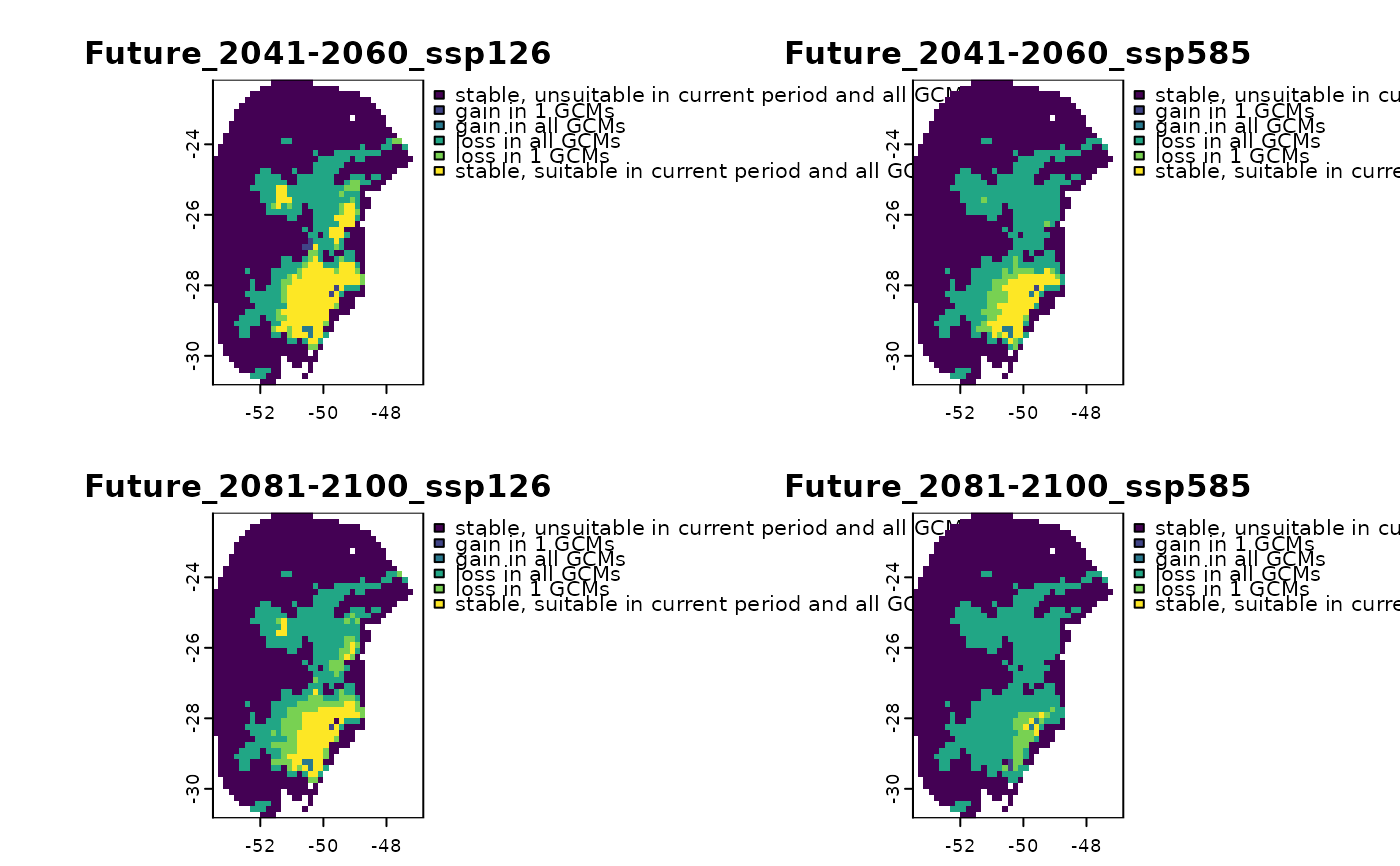 Future_2041-2060_ssp126
stable, unsuitable in current period and all GCM
gain in 1 GCMs
gain in all GCMs
loss in all GCMs
loss in 1 GCMs
stable, suitable in current period and all GC
-24
-26
-28
-30
-52 -50 -48
Future_2041-2060_ssp585
stable, unsuitable in cu
gain in 1 GCMs
gain in all GCMs
loss in all GCMs
loss in 1 GCMs
stable, suitable in curre
-24
-26
-28
-30
-52 -50 -48
Future_2081-2100_ssp126
stable, unsuitable in current period and all GCM
gain in 1 GCMs
gain in all GCMs
loss in all GCMs
loss in 1 GCMs
stable, suitable in current period and all GC
-24
-26
-28
-30
-52 -50 -48
Future_2081-2100_ssp585
stable, unsuitable in cu
gain in 1 GCMs
gain in all GCMs
loss in all GCMs
loss in 1 GCMs
stable, suitable in curre
-24
-26
-28
-30
-52 -50 -48